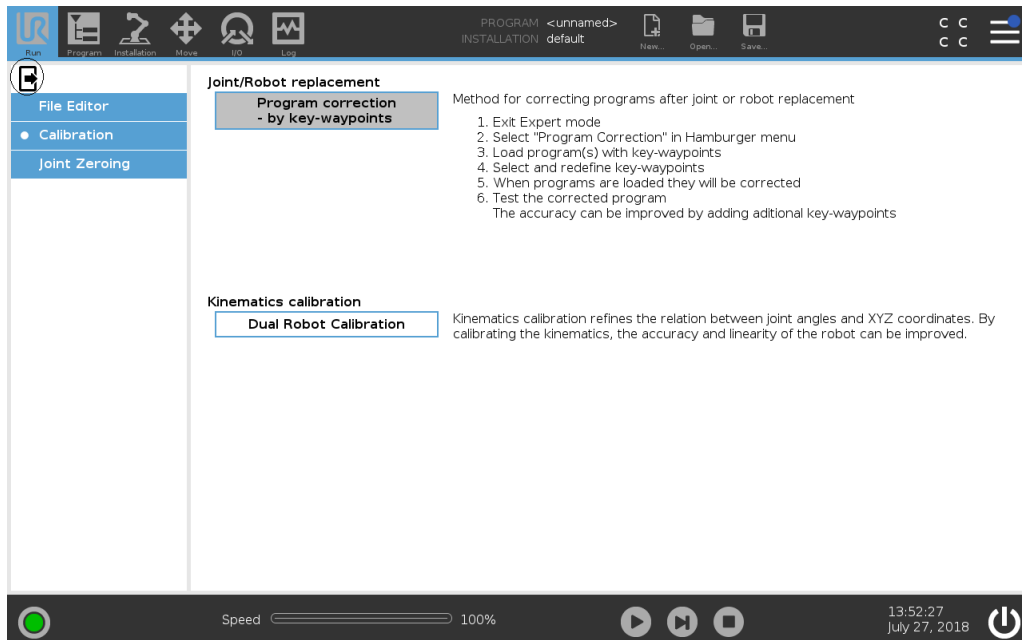 UR
PROGRAM <unnamed>
INSTALLATION default
C C
C C
Run Program Installation Move I/O Log New... Open... Save...
File Editor
Calibration
Joint Zeroing
Joint/Robot replacement
Program correction
- by key-waypoints
Method for correcting programs after joint or robot replacement
1. Exit Expert mode
2. Select "Program Correction" in Hamburger menu
3. Load program(s) with key-waypoints
4. Select and redefine key-waypoints
5. When programs are loaded they will be corrected
6. Test the corrected program
The accuracy can be improved by adding aditional key-waypoints
Kinematics calibration
Dual Robot Calibration
Kinematics calibration refines the relation between joint angles and XYZ coordinates. By
calibrating the kinematics, the accuracy and linearity of the robot can be improved.
Speed 100%
13:52:27
July 27, 2018